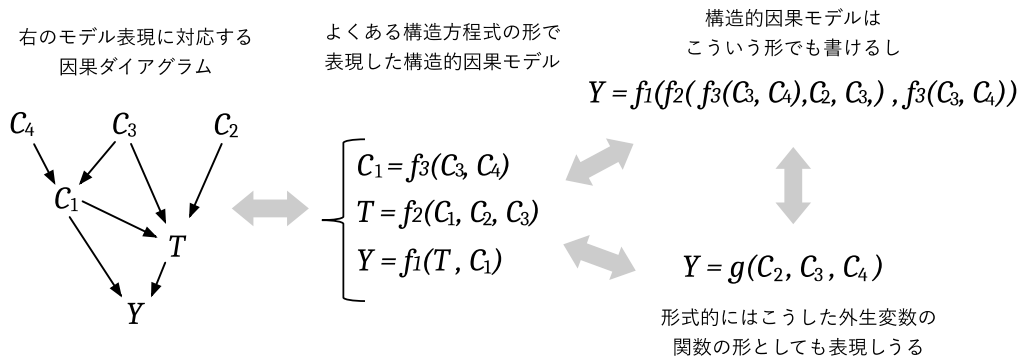 右のモデル表現に対応する
因果ダイアグラム
C4
C3
C2
C1
T
Y
よくある構造方程式の形で
表現した構造的因果モデル
C1 = f3(C3, C4)
T = f2(C1, C2, C3)
Y = f1(T , C1)
構造的因果モデルは
こういう形でも書けるし
Y = f1(f2( f3(C3, C4),C2, C3,) , f3(C3, C4))
Y = g(C2 , C3 , C4 )
形式的にはこうした外生変数の
関数の形としても表現しうる